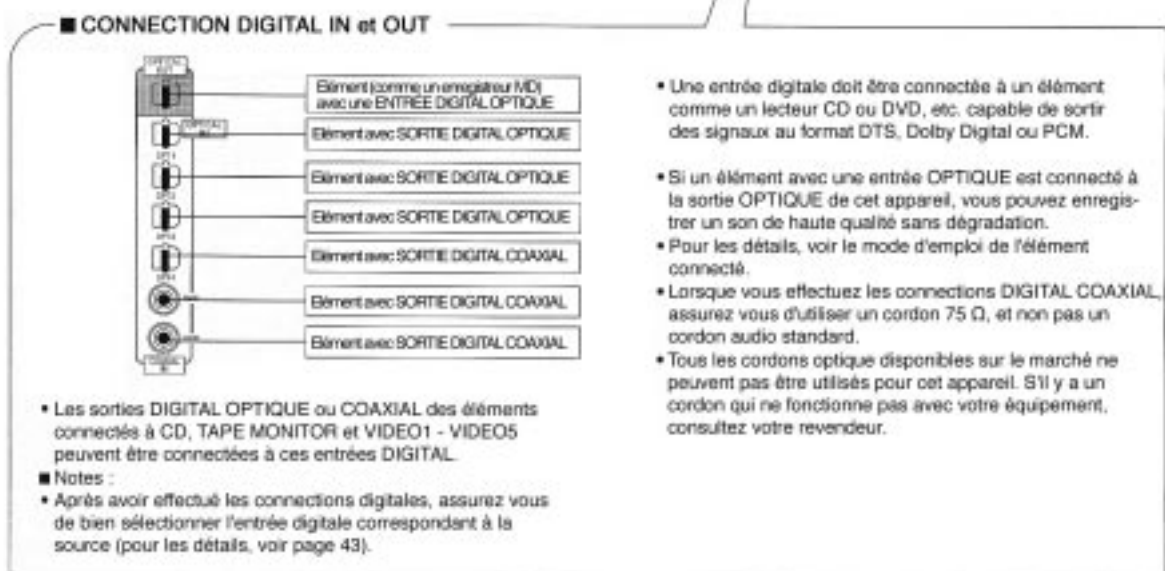 ■ CONNECTION DIGITAL IN et OUT
OPTICAL
OUT
Elément (comme un enregistreur MD)
avec une ENTRÉE DIGITAL OPTIQUE
OPTICAL
IN
Elément avec SORTIE DIGITAL OPTIQUE
OPT 1
Elément avec SORTIE DIGITAL OPTIQUE
Elément avec SORTIE DIGITAL OPTIQUE
Elément avec SORTIE DIGITAL COAXIAL
Elément avec SORTIE DIGITAL COAXIAL
Elément avec SORTIE DIGITAL COAXIAL
COAXIAL
IN
• Les sorties DIGITAL OPTIQUE ou COAXIAL des éléments
connectés à CD, TAPE MONITOR et VIDEO1 - VIDEO5
peuvent être connectées à ces entrées DIGITAL.
■ Notes :
• Après avoir effectué les connections digitales, assurez vous
de bien sélectionner l'entrée digitale correspondant à la
source (pour les détails, voir page 43).
• Une entrée digitale doit être connectée à un élément
comme un lecteur CD ou DVD, etc. capable de sortir
des signaux au format DTS, Dolby Digital ou PCM.
• Si un élément avec une entrée OPTIQUE est connecté à
la sortie OPTIQUE de cet appareil, vous pouvez enregis-
trer un son de haute qualité sans dégradation.
• Pour les détails, voir le mode d'emploi de l'élément
connecté.
• Lorsque vous effectuez les connections DIGITAL COAXIAL,
assurez vous d'utiliser un cordon 75 Ω, et non pas un
cordon audio standard.
• Tous les cordons optique disponibles sur le marché ne
peuvent pas être utilisés pour cet appareil. S'il y a un
cordon qui ne fonctionne pas avec votre équipement,
consultez votre revendeur.